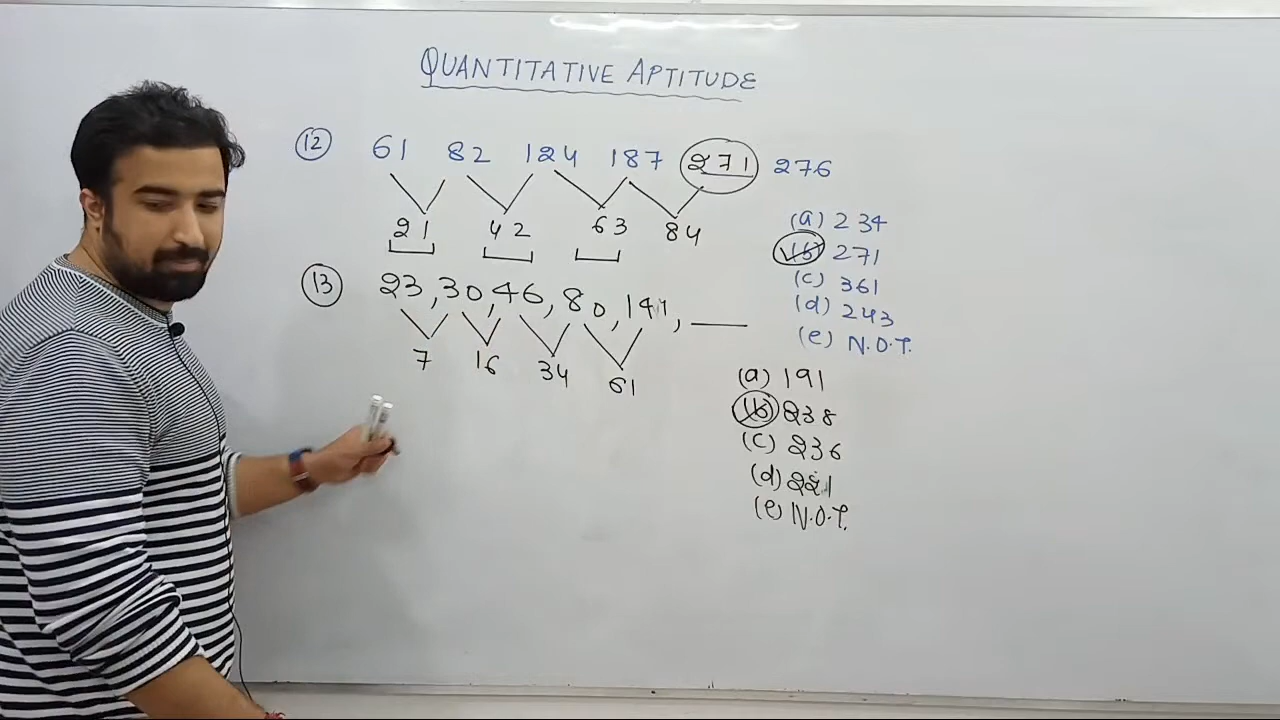 QUANTITATIVE APTITUDE
(12) 61 82 124 187 271 276
21 42 63 84
(a) 234
(b) 271
(c) 361
(d) 243
(e) N.O.T.
(13) 23, 30, 46, 80, 141, ___
7 16 34 61
(a) 191
(b) 238
(c) 236
(d) 221
(e) N.O.T.